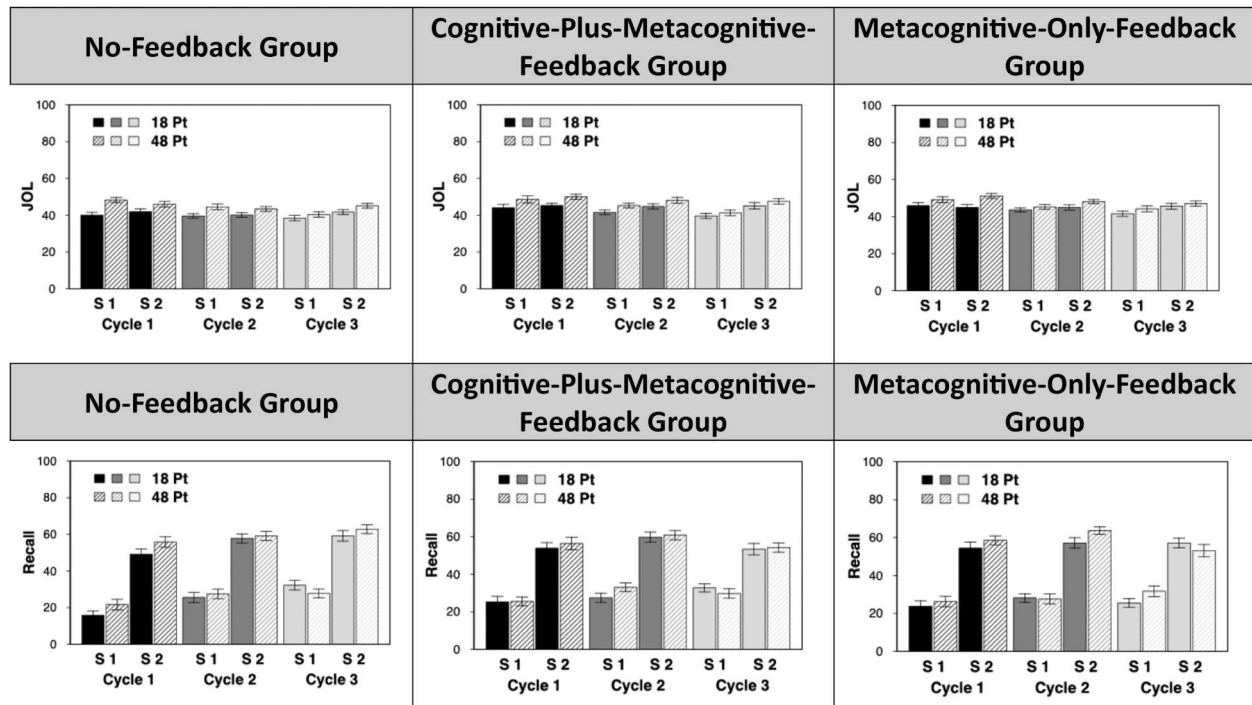 No-Feedback Group
Cognitive-Plus-Metacognitive-
Feedback Group
Metacognitive-Only-Feedback
Group
100
80
60
40
20
0
JOL
18 Pt
48 Pt
S 1 S 2 S 1 S 2 S 1 S 2
Cycle 1 Cycle 2 Cycle 3
100
80
60
40
20
0
JOL
18 Pt
48 Pt
S 1 S 2 S 1 S 2 S 1 S 2
Cycle 1 Cycle 2 Cycle 3
100
80
60
40
20
0
JOL
18 Pt
48 Pt
S 1 S 2 S 1 S 2 S 1 S 2
Cycle 1 Cycle 2 Cycle 3
No-Feedback Group
Cognitive-Plus-Metacognitive-
Feedback Group
Metacognitive-Only-Feedback
Group
100
80
60
40
20
0
Recall
18 Pt
48 Pt
S 1 S 2 S 1 S 2 S 1 S 2
Cycle 1 Cycle 2 Cycle 3
100
80
60
40
20
0
Recall
18 Pt
48 Pt
S 1 S 2 S 1 S 2 S 1 S 2
Cycle 1 Cycle 2 Cycle 3
100
80
60
40
20
0
Recall
18 Pt
48 Pt
S 1 S 2 S 1 S 2 S 1 S 2
Cycle 1 Cycle 2 Cycle 3